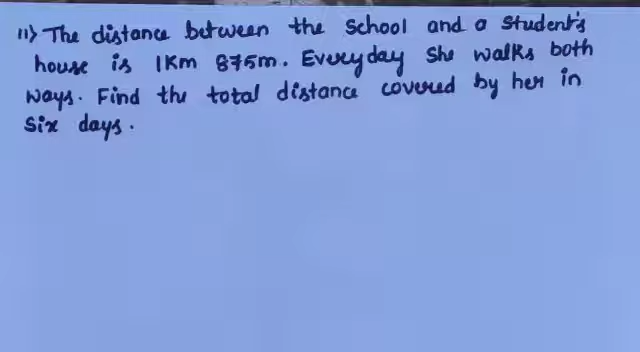 11) The distance between the school and a student's
house is 1Km 875m. Everyday she walks both
ways. Find the total distance covered by her in
Six days.